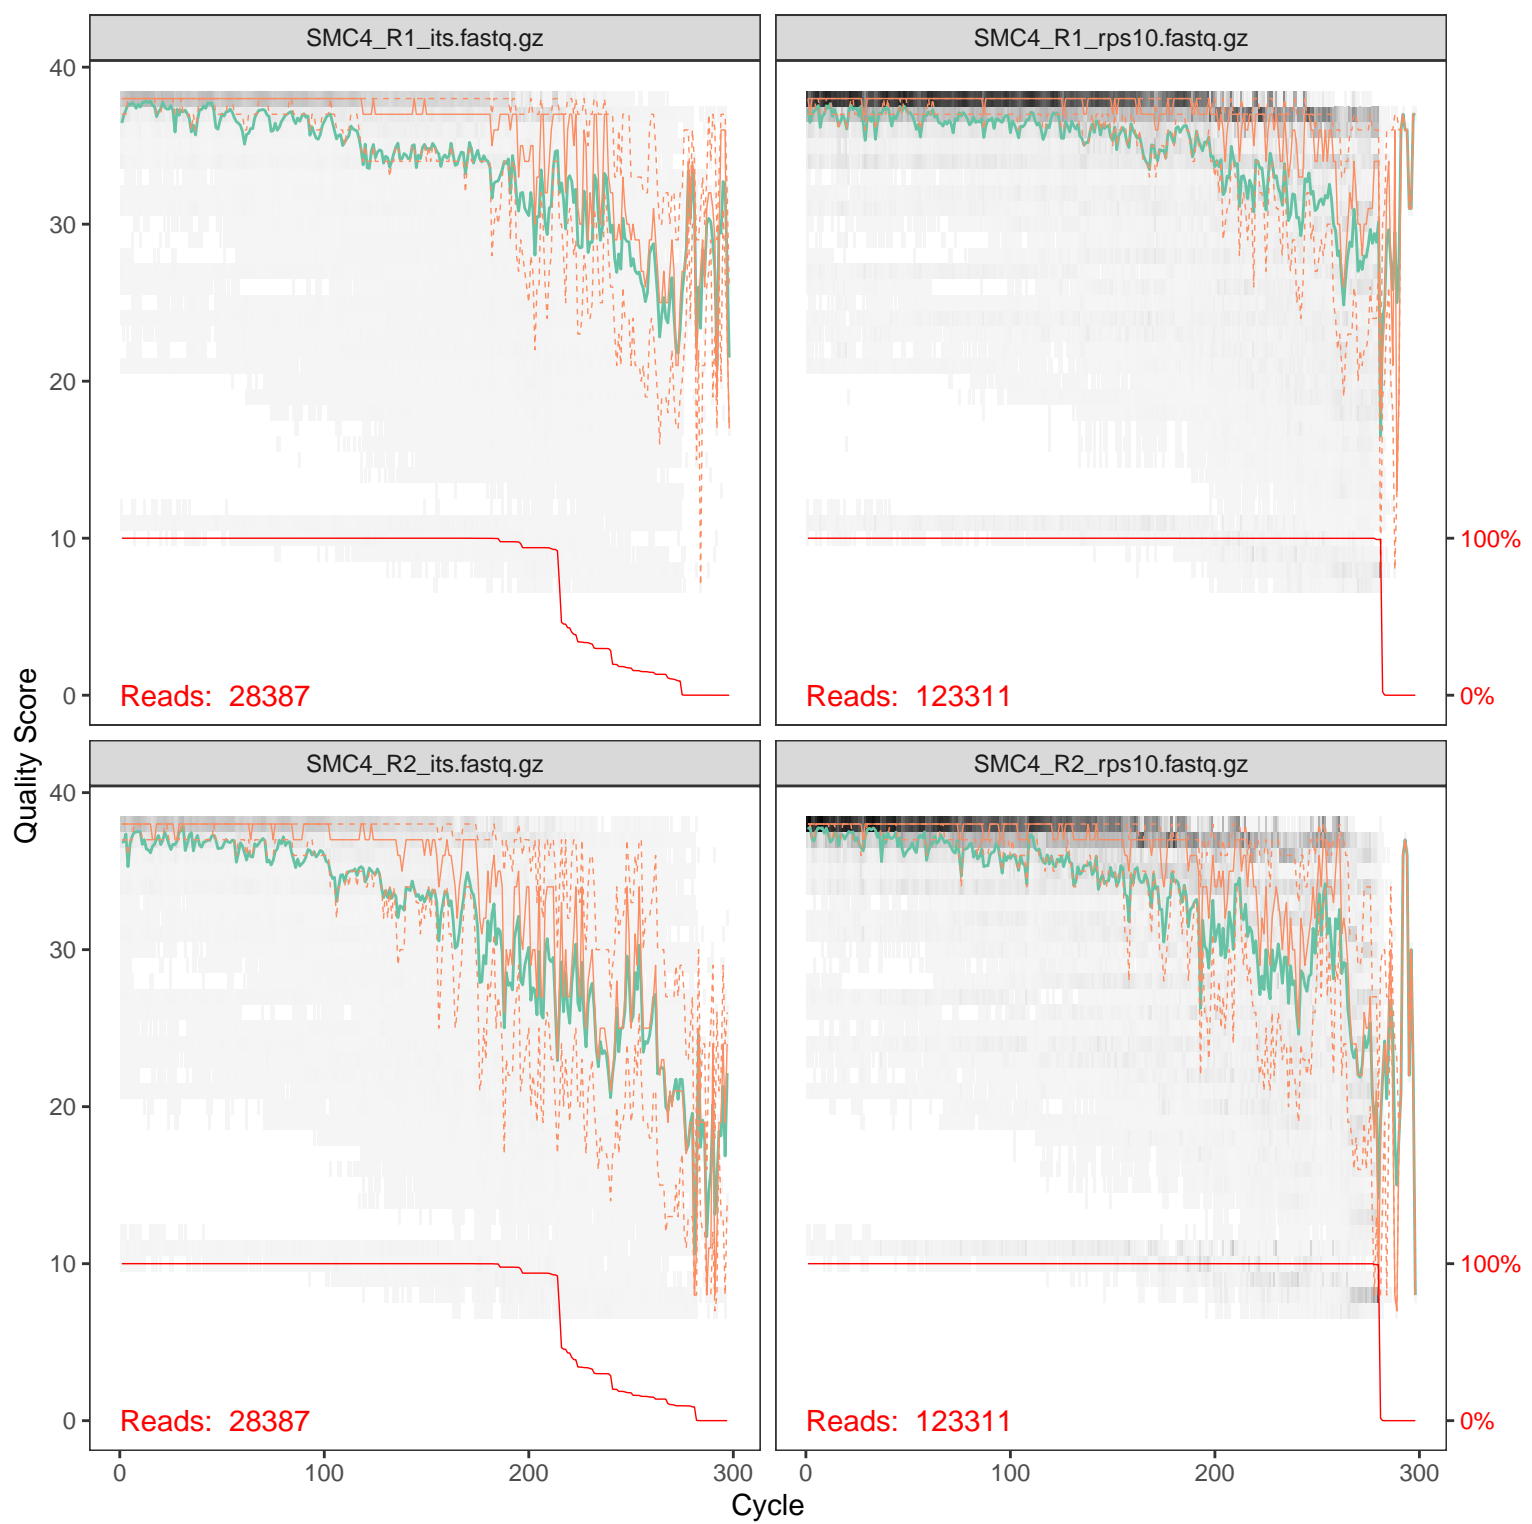 SMC4_R1_its.fastq.gz
SMC4_R1_rps10.fastq.gz
40
30
20
10
0
Reads: 28387
Reads: 123311
100%
0%
Quality Score
SMC4_R2_its.fastq.gz
SMC4_R2_rps10.fastq.gz
40
30
20
10
0
Reads: 28387
Reads: 123311
100%
0%
0 100 200 300
0 100 200 300
Cycle